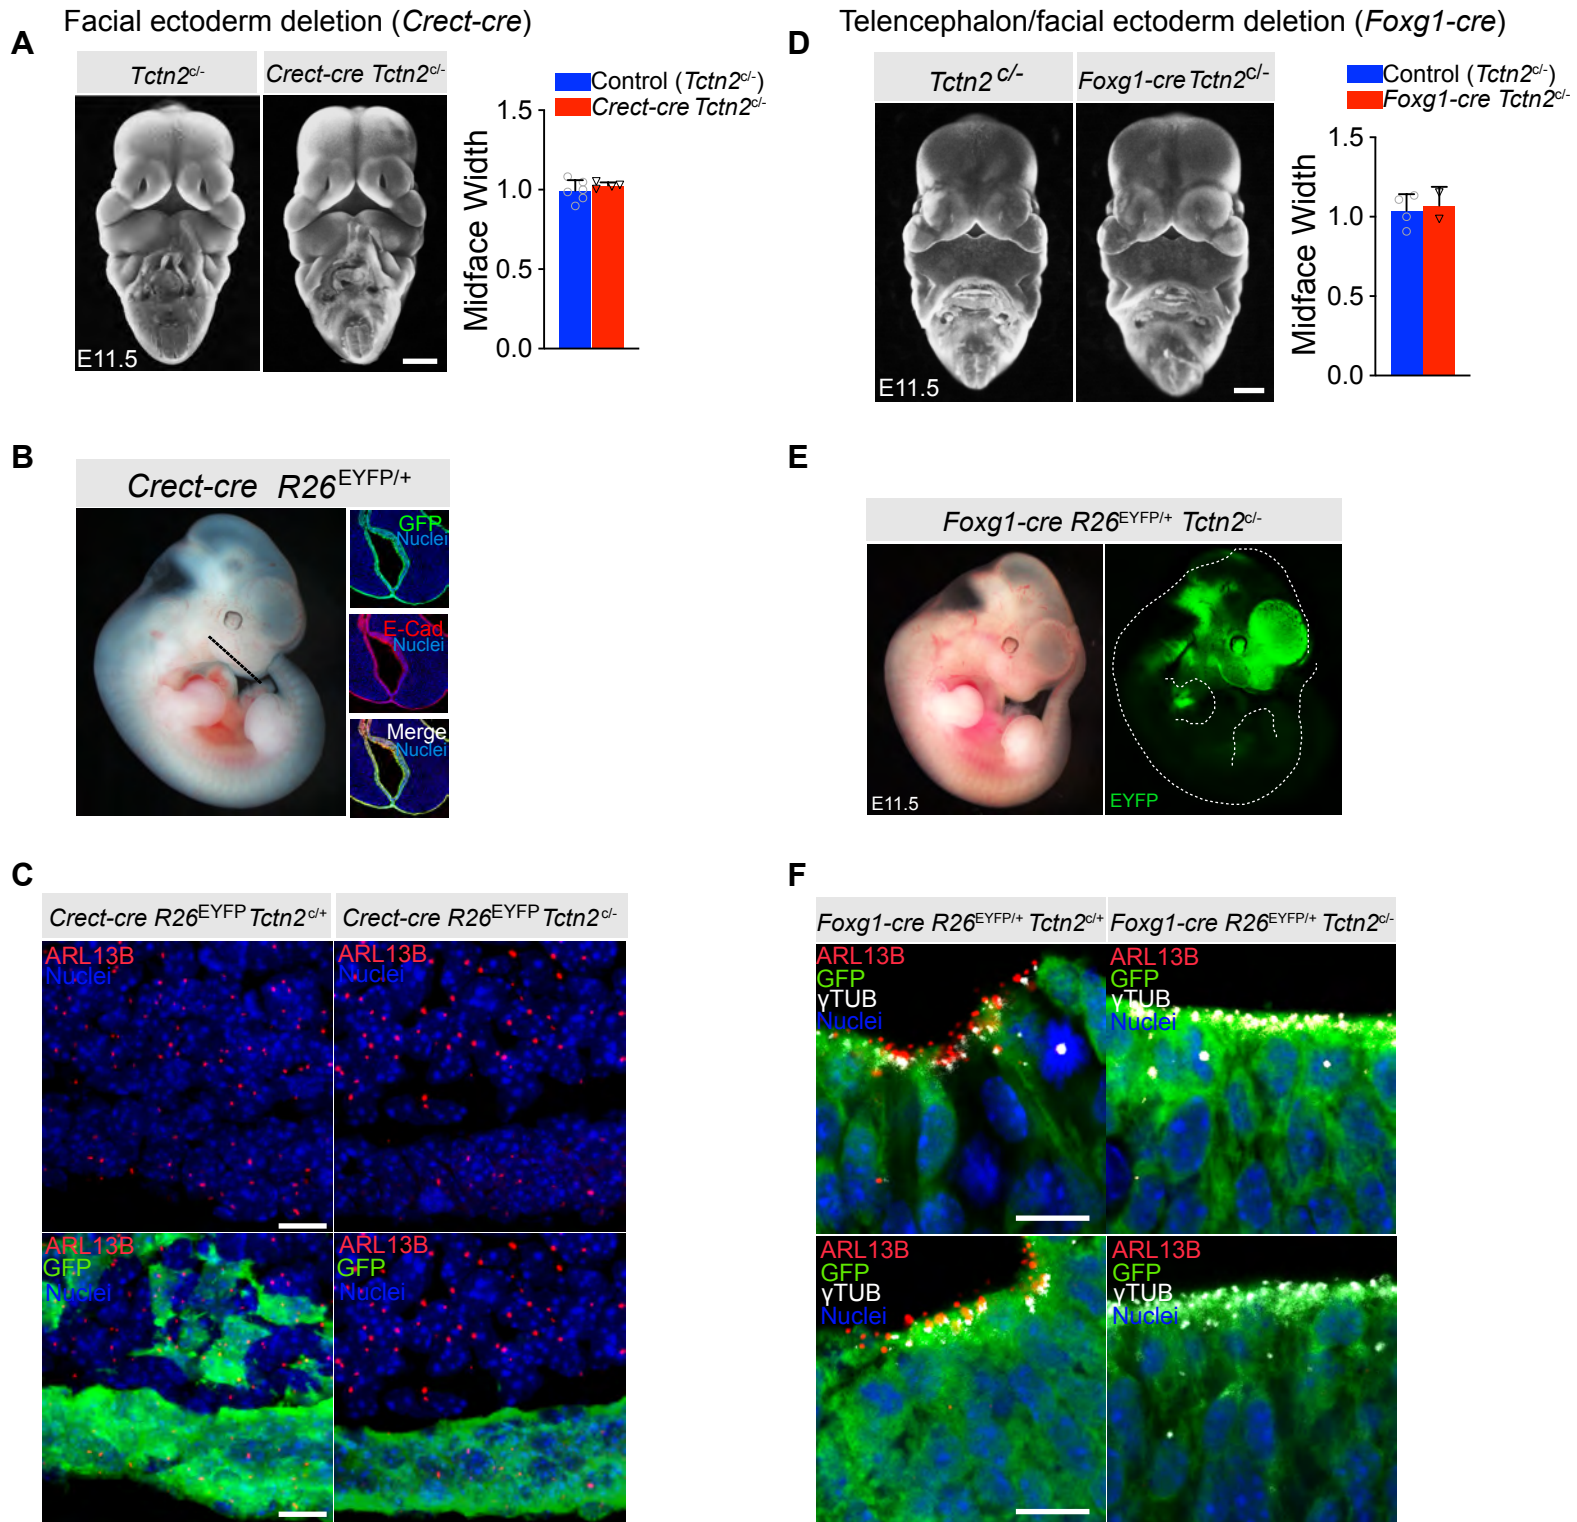 Facial ectoderm deletion (Crect-cre)
A
Tctn2c/-
Crect-cre Tctn2c/-
Control (Tctn2c/-)
Crect-cre Tctn2c/-
Midface Width
1.5
1.0
0.5
0.0
E11.5
Telencephalon/facial ectoderm deletion (Foxg1-cre)
D
Tctn2 c/-
Foxg1-cre Tctn2c/-
Control (Tctn2c/-)
Foxg1-cre Tctn2c/-
Midface Width
1.5
1.0
0.5
0.0
E11.5
B
Crect-cre R26EYFP/+
GFP
Nuclei
E-Cad
Nuclei
Merge
Nuclei
E
Foxg1-cre R26EYFP/+ Tctn2c/-
E11.5
EYFP
C
Crect-cre R26EYFP Tctn2c/+
Crect-cre R26EYFP Tctn2c/-
ARL13B
Nuclei
ARL13B
Nuclei
ARL13B
GFP
Nuclei
ARL13B
GFP
Nuclei
F
Foxg1-cre R26EYFP/+ Tctn2c/+
Foxg1-cre R26EYFP/+ Tctn2c/-
ARL13B
GFP
γTUB
Nuclei
ARL13B
GFP
γTUB
Nuclei
ARL13B
GFP
γTUB
Nuclei
ARL13B
GFP
γTUB
Nuclei